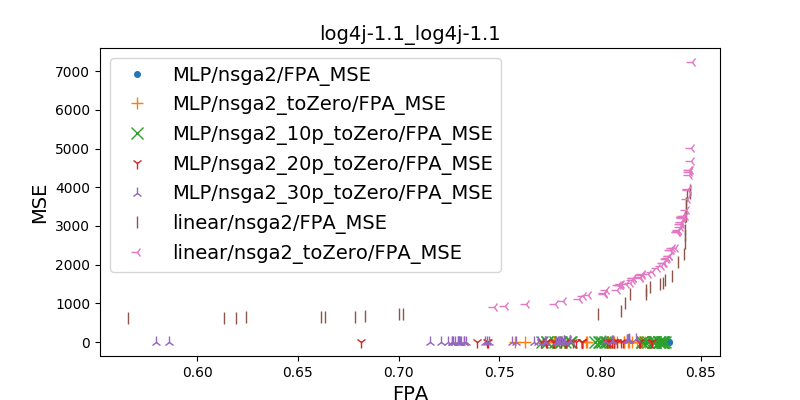 log4j-1.1_log4j-1.1
7000
6000
5000
4000
3000
2000
1000
0
MSE
MLP/nsga2/FPA_MSE
MLP/nsga2_toZero/FPA_MSE
MLP/nsga2_10p_toZero/FPA_MSE
MLP/nsga2_20p_toZero/FPA_MSE
MLP/nsga2_30p_toZero/FPA_MSE
linear/nsga2/FPA_MSE
linear/nsga2_toZero/FPA_MSE
0.60 0.65 0.70 0.75 0.80 0.85
FPA